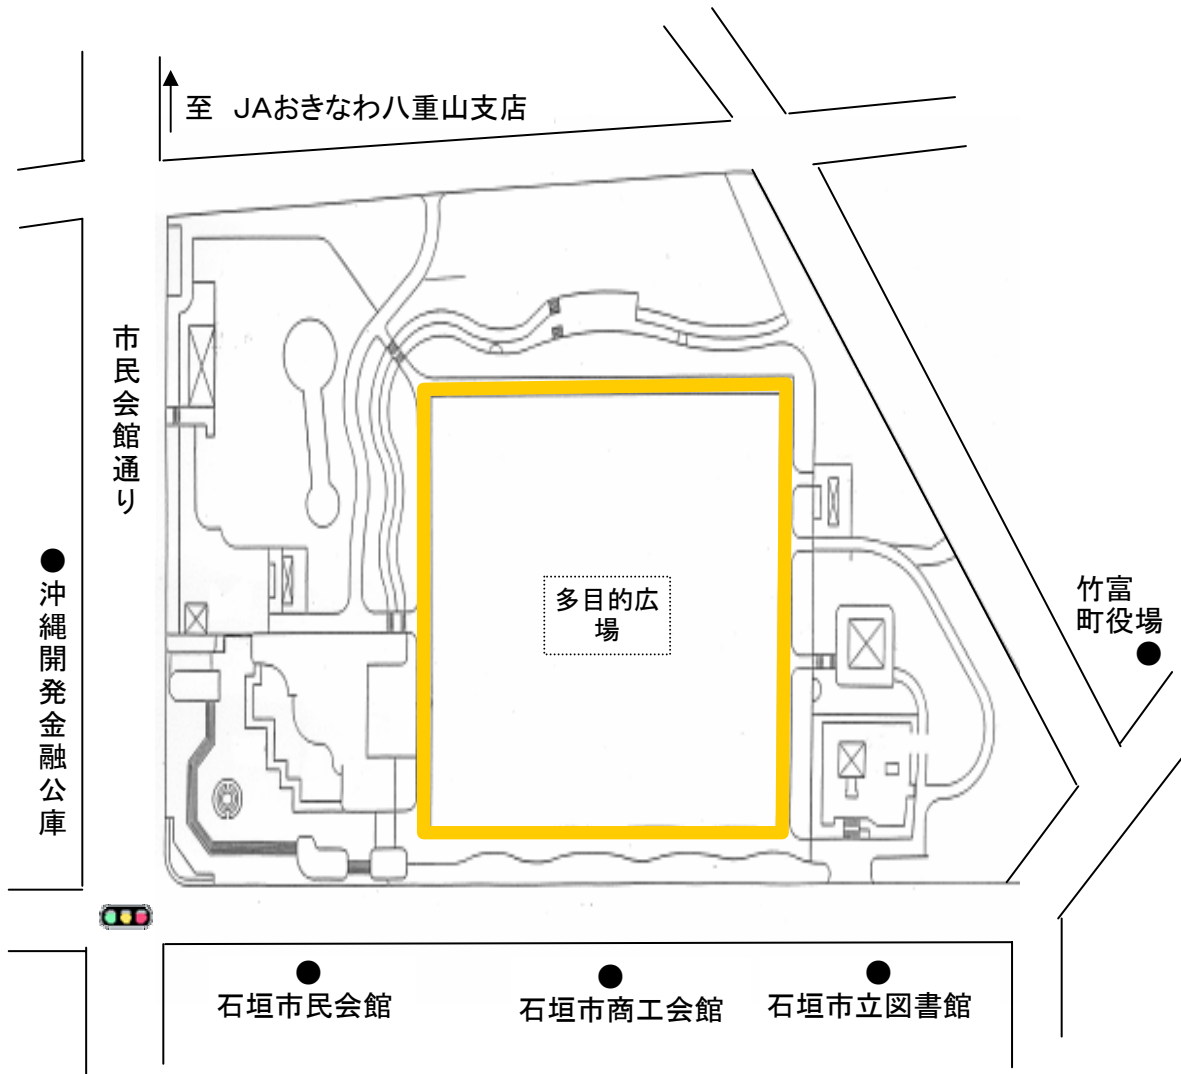 至 JAおきなわ八重山支店
市民会館通り
沖縄開発金融公庫
多目的広
場
竹富
町役場
石垣市民会館
石垣市商工会館
石垣市立図書館